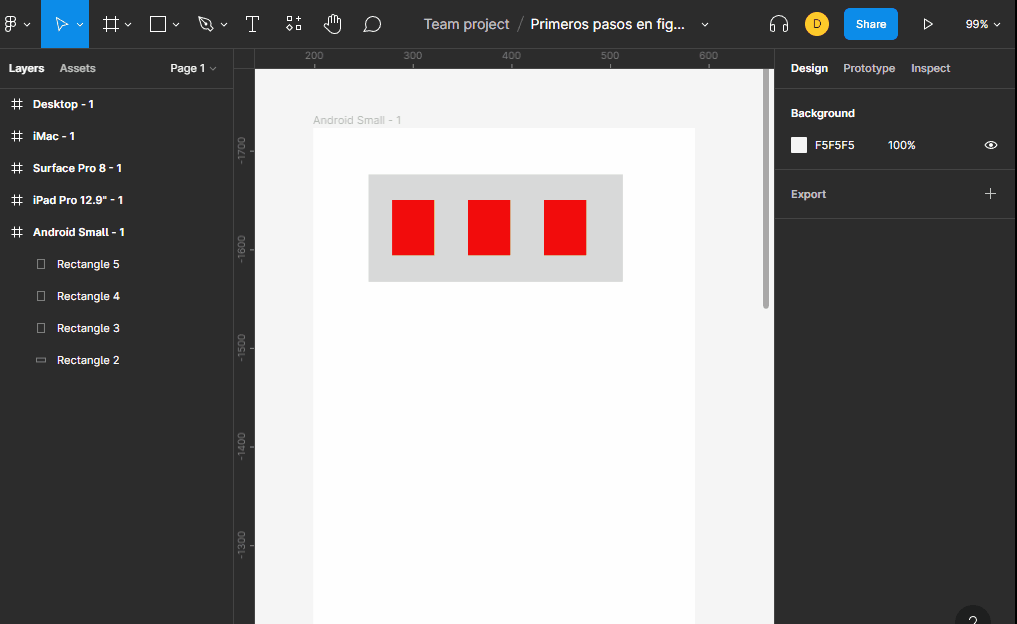 Team project / Primeros pasos en fig...
D
Share
99%
Layers Assets Page 1
Design Prototype Inspect
200 300 400 500 600
Desktop - 1
iMac - 1
Surface Pro 8 - 1
iPad Pro 12.9" - 1
Android Small - 1
Rectangle 5
Rectangle 4
Rectangle 3
Rectangle 2
Android Small - 1
-1700
-1600
-1500
-1400
-1300
Background
F5F5F5 100%
Export
?